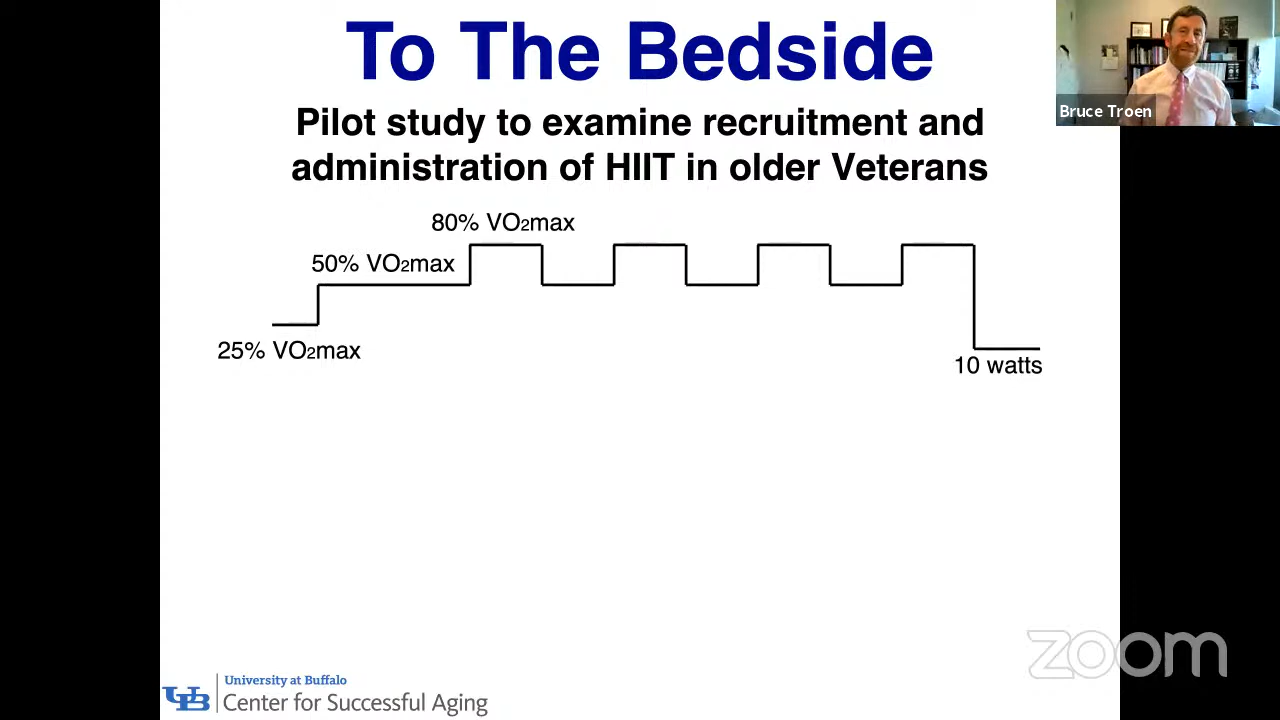 To The Bedside
Bruce Troen
Pilot study to examine recruitment and
administration of HIIT in older Veterans
80% VO2max
50% VO2max
25% VO2max
10 watts
zoom
UB
University at Buffalo
Center for Successful Aging